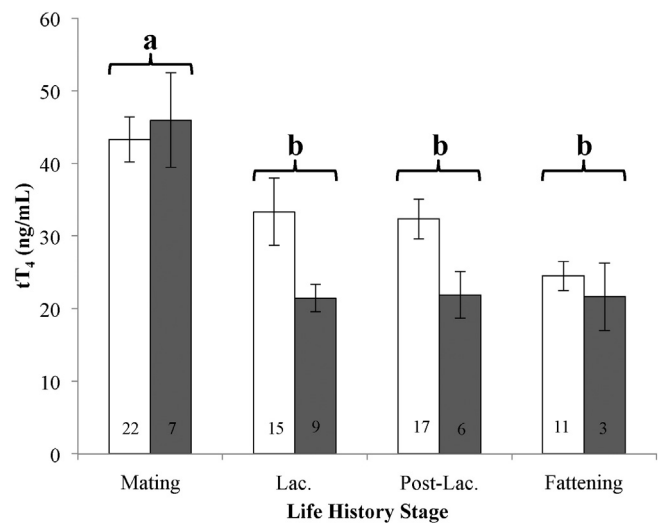 60
a
50
40
b
b
b
30
20
10
22
7
15
9
17
6
11
3
0
tT₄ (ng/mL)
Mating
Lac.
Post-Lac.
Fattening
Life History Stage